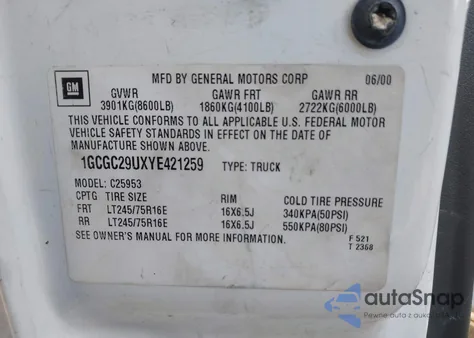 GM
MFD BY GENERAL MOTORS CORP 06/00
GVWR GAWR FRT GAWR RR
3901KG(8600LB) 1860KG(4100LB) 2722KG(6000LB)
THIS VEHICLE CONFORMS TO ALL APPLICABLE U.S. FEDERAL MOTOR
VEHICLE SAFETY STANDARDS IN EFFECT ON THE DATE OF
MANUFACTURE SHOWN ABOVE.
1GCGC29UXYE421259 TYPE: TRUCK
MODEL: C25953
CPTG TIRE SIZE RIM COLD TIRE PRESSURE
FRT LT245/75R16E 16X6.5J 340KPA(50PSI)
RR LT245/75R16E 16X6.5J 550KPA(80PSI)
SEE OWNER'S MANUAL FOR MORE INFORMATION. F 521
T 2368
autoSnap
Pewne auto z aukcji